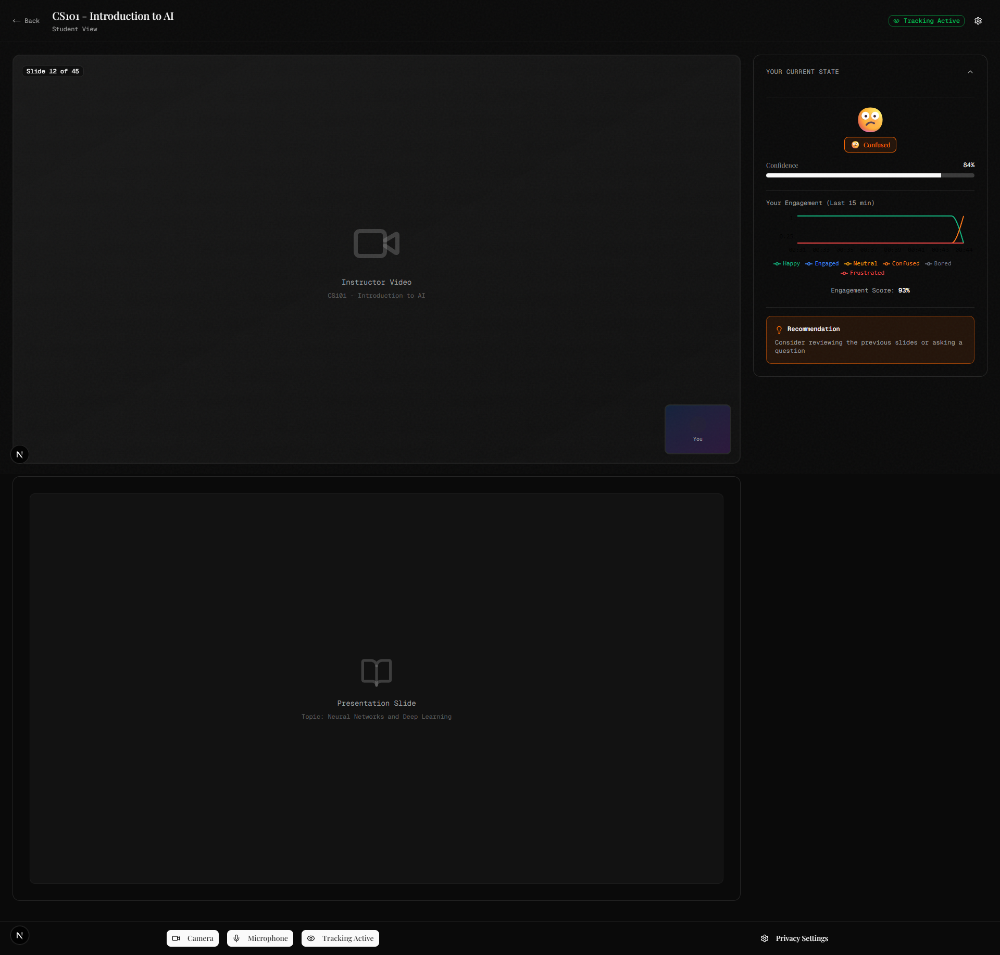 Back
CS101 - Introduction to AI
Student View
Tracking Active
Slide 12 of 45
Instructor Video
CS101 - Introduction to AI
You
YOUR CURRENT STATE
Confused
Confidence
84%
Your Engagement (Last 15 min)
0.25
Happy Engaged Neutral Confused Bored
Frustrated
Engagement Score: 93%
Recommendation
Consider reviewing the previous slides or asking a
question
N
Presentation Slide
Topic: Neural Networks and Deep Learning
N
Camera
Microphone
Tracking Active
Privacy Settings